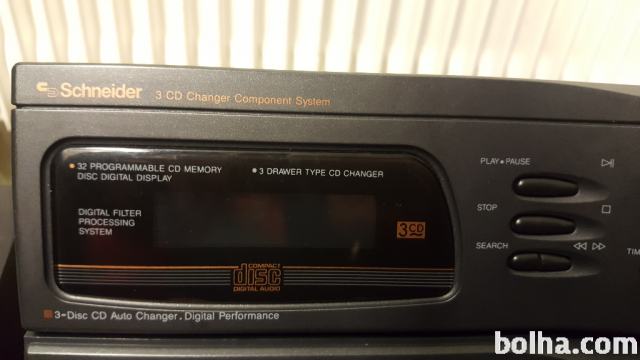 Schneider 3 CD Changer Component System
32 PROGRAMMABLE CD MEMORY
DISC DIGITAL DISPLAY
3 DRAWER TYPE CD CHANGER
DIGITAL FILTER
PROCESSING
SYSTEM
3CD
COMPACT
disc
DIGITAL AUDIO
3-Disc CD Auto Changer. Digital Performance
PLAY•PAUSE
STOP
SEARCH
TIM
bolha.com